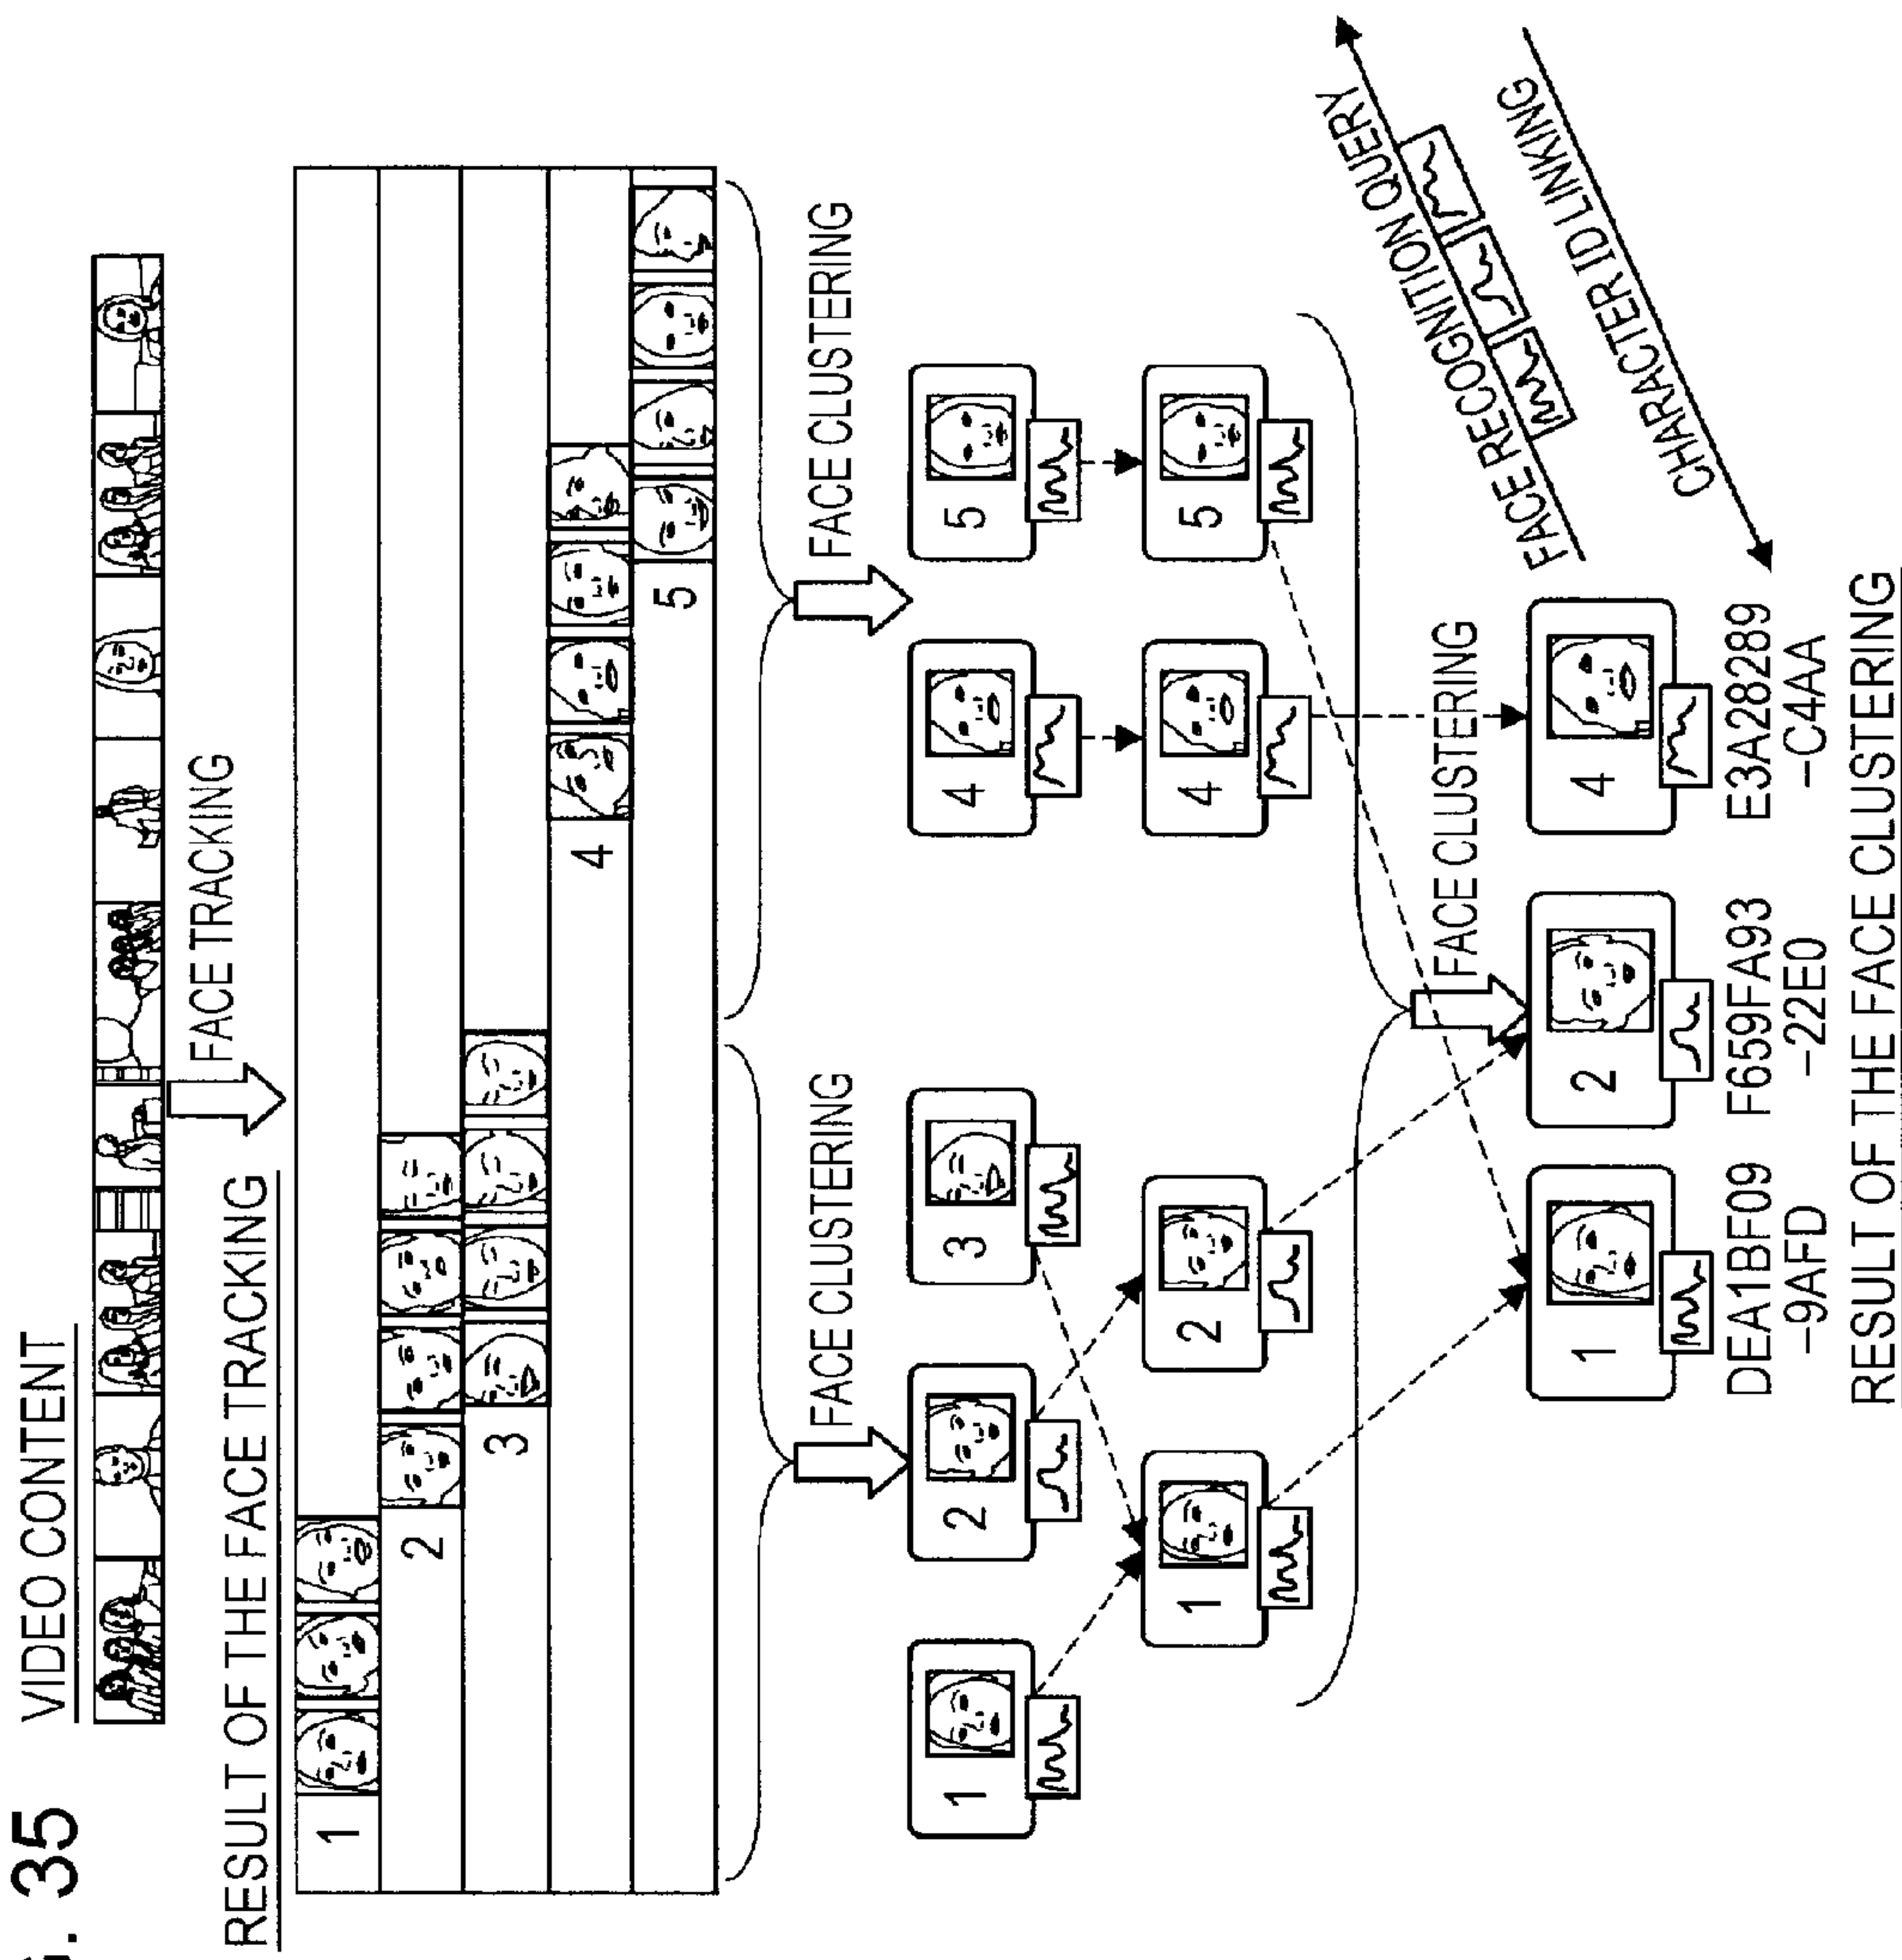 G. 35
VIDEO CONTENT
FACE TRACKING
RESULT OF THE FACE TRACKING
1
2
3
4
5
FACE CLUSTERING
FACE CLUSTERING
1
2
3
4
5
1
2
4
5
FACE RECOGNITION QUERY
CHARACTER ID LINKING
FACE CLUSTERING
1
2
4
DEA1BF09
-9AFD
F659FA93
-22E0
E3A28289
-C4AA
RESULT OF THE FACE CLUSTERING